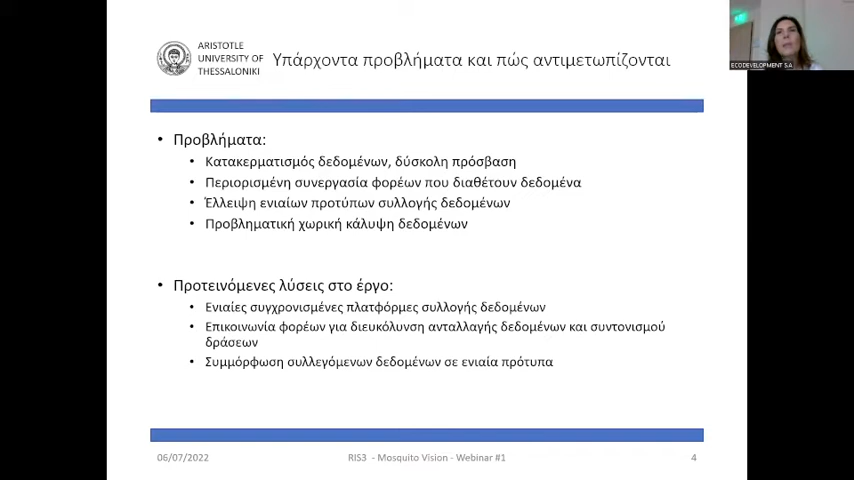 ARISTOTLE
UNIVERSITY OF
THESSALONIKI
Υπάρχοντα προβλήματα και πώς αντιμετωπίζονται
ECODEVELOPMENT S.A
• Προβλήματα:
• Κατακερματισμός δεδομένων, δύσκολη πρόσβαση
• Περιορισμένη συνεργασία φορέων που διαθέτουν δεδομένα
• Έλλειψη ενιαίων προτύπων συλλογής δεδομένων
• Προβληματική χωρική κάλυψη δεδομένων
• Προτεινόμενες λύσεις στο έργο:
• Ενιαίες συγχρονισμένες πλατφόρμες συλλογής δεδομένων
• Επικοινωνία φορέων για διευκόλυνση ανταλλαγής δεδομένων και συντονισμού
δράσεων
• Συμμόρφωση συλλεγόμενων δεδομένων σε ενιαία πρότυπα
06/07/2022
RIS3 - Mosquito Vision - Webinar #1
4